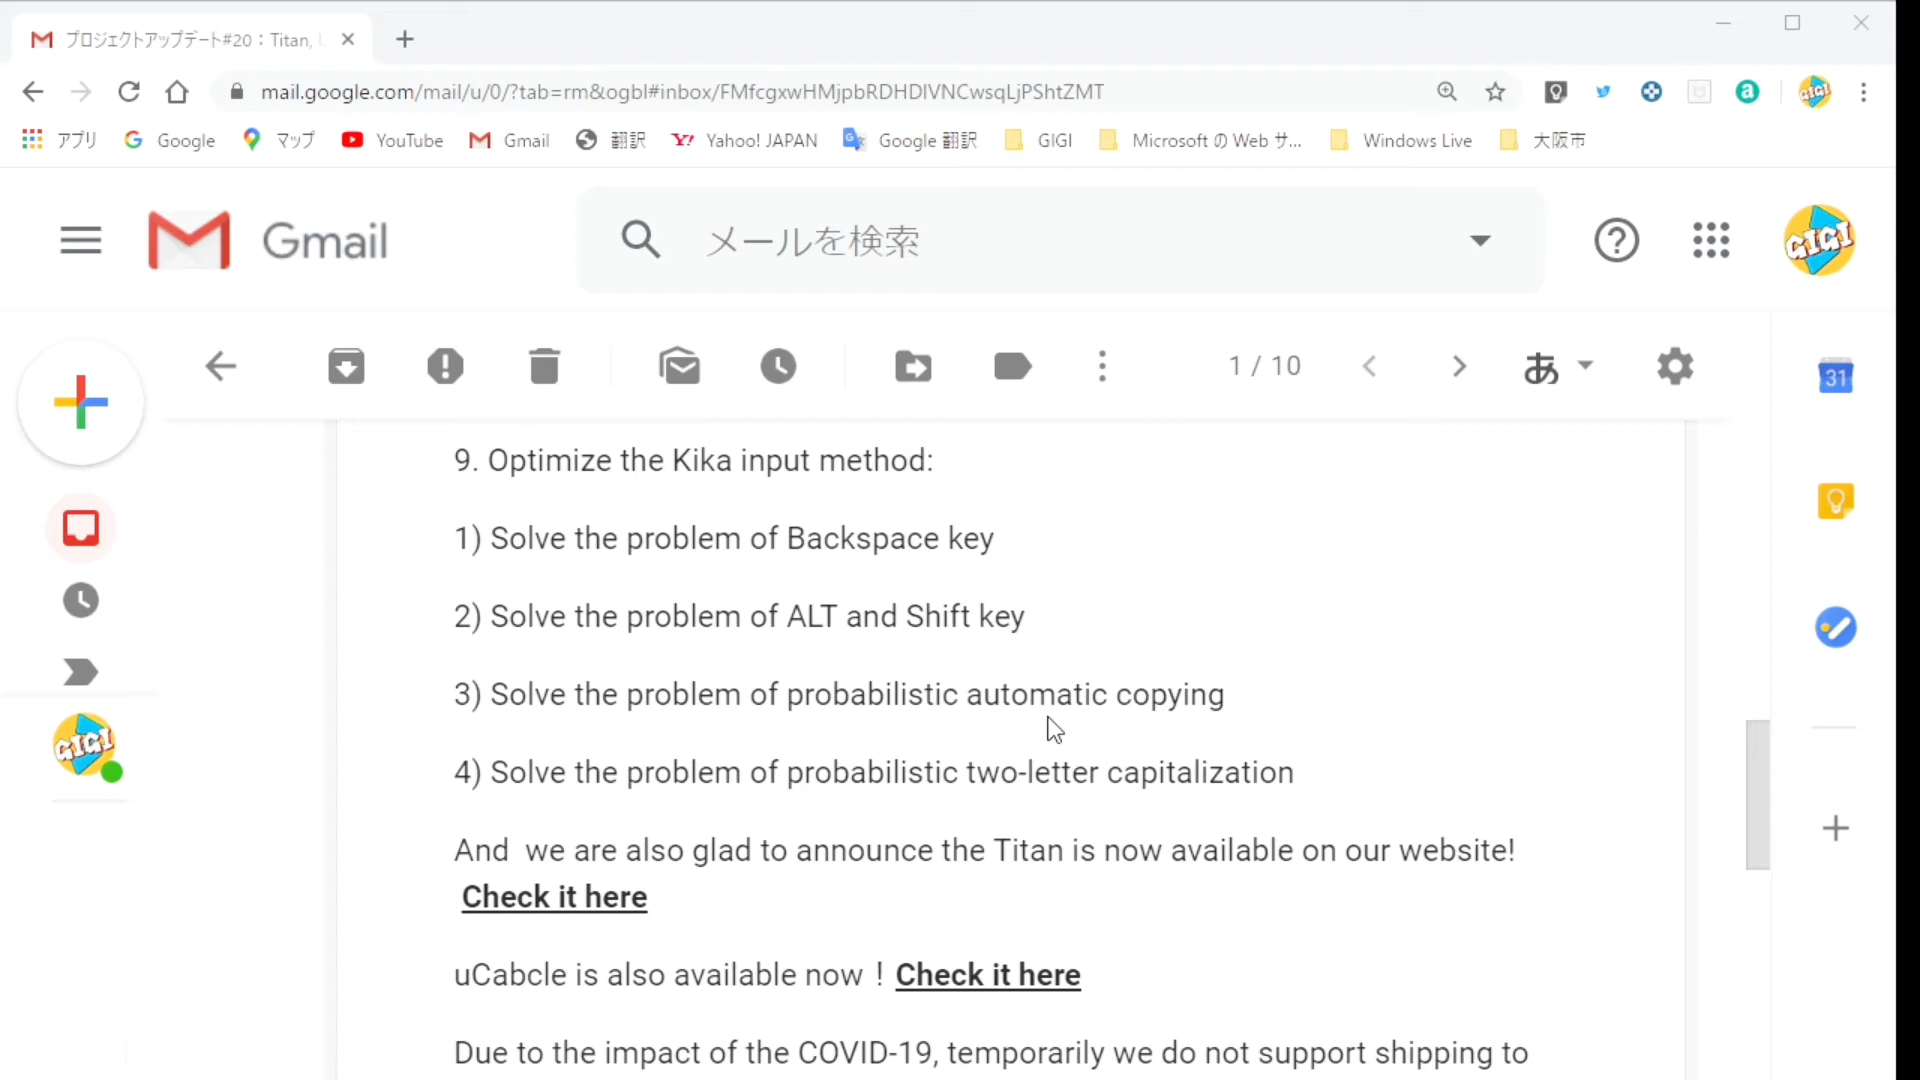 プロジェクトアップデート#20：Titan,
mail.google.com/mail/u/0/?tab=rm&ogbl#inbox/FMfcgxwHMjpbRDHDlVNCwsqLjPShtZMT
アプリ Google マップ YouTube Gmail 翻訳 Yahoo! JAPAN Google 翻訳 GIGI Microsoft の Web サ... Windows Live 大阪市
Gmail
メールを検索
GIGI
1 / 10
あ
31
9. Optimize the Kika input method:
1) Solve the problem of Backspace key
2) Solve the problem of ALT and Shift key
3) Solve the problem of probabilistic automatic copying
4) Solve the problem of probabilistic two-letter capitalization
And  we are also glad to announce the Titan is now available on our website!
Check it here
uCabcle is also available now！Check it here
Due to the impact of the COVID-19, temporarily we do not support shipping to
GIGI